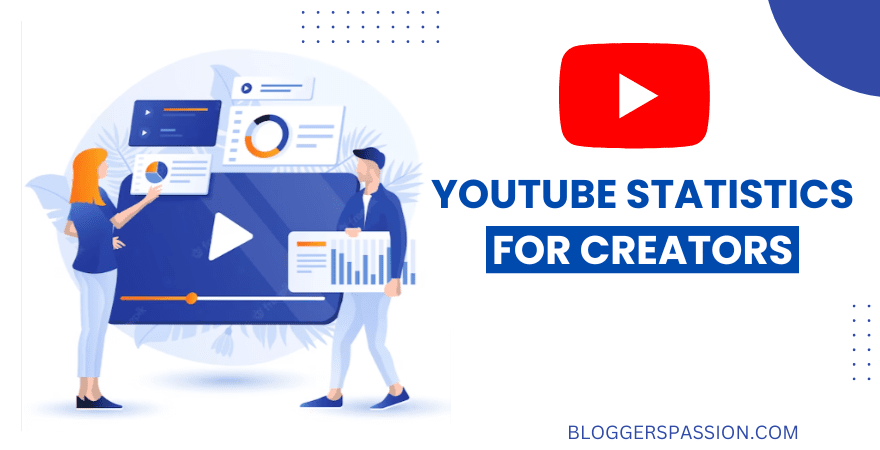 YOUTUBE STATISTICS
FOR CREATORS
BLOGGERSPASSION.COM